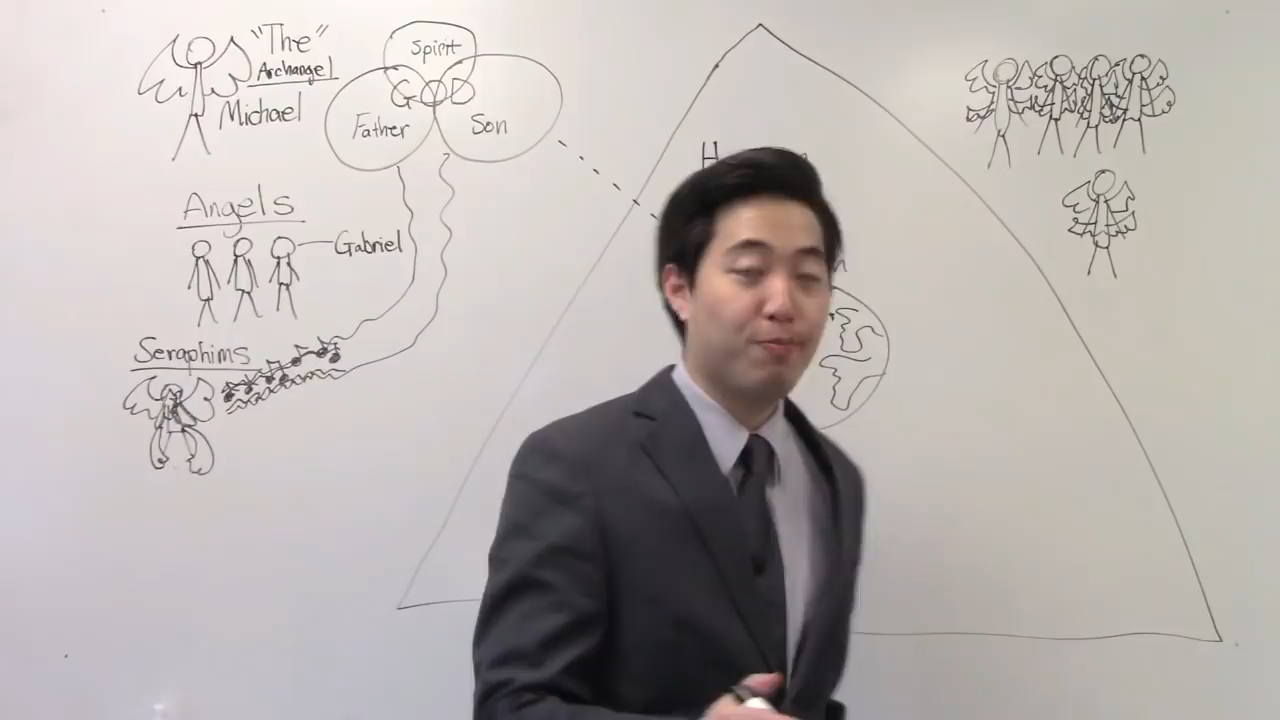 "The"
Archangel
Michael
Spirit
GOD
Father
Son
Angels
Gabriel
Seraphims